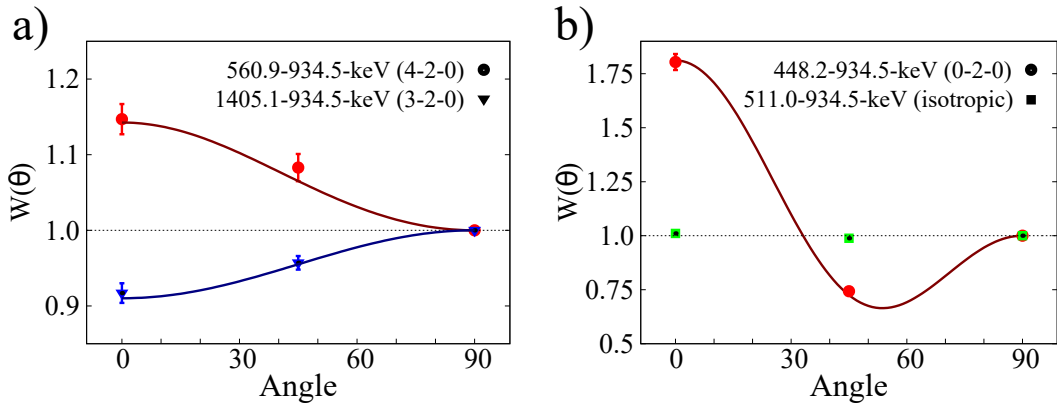 a)
560.9-934.5-keV (4-2-0)
1405.1-934.5-keV (3-2-0)
W(θ)
1.2
1.1
1.0
0.9
0 30 60 90
Angle
b)
448.2-934.5-keV (0-2-0)
511.0-934.5-keV (isotropic)
W(θ)
1.75
1.5
1.25
1.0
0.75
0.5
0 30 60 90
Angle